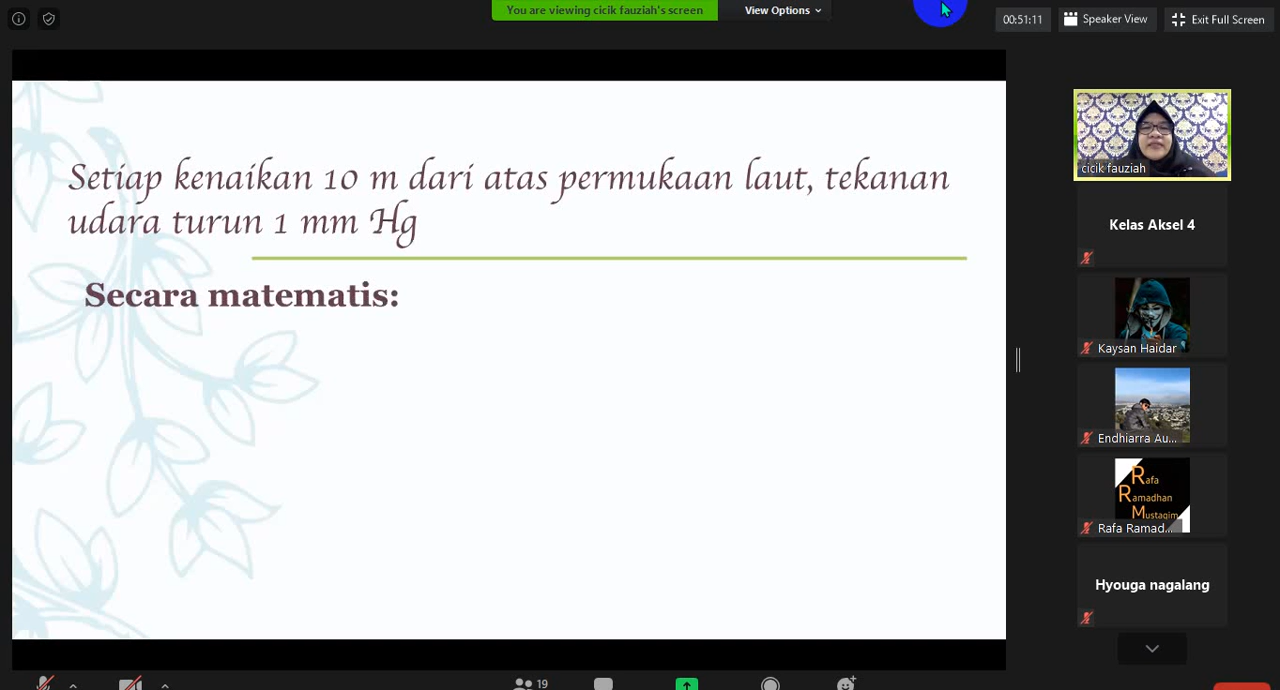 You are viewing cicik fauziah's screen
View Options
00:51:11
Speaker View
Exit Full Screen
Setiap kenaikan 10 m dari atas permukaan laut, tekanan
udara turun 1 mm Hg
Secara matematis:
cicik fauziah
Kelas Aksel 4
Kaysan Haidar
Endhiarra Au...
Rafa
Ramadhan
Mustaqim
Rafa Ramad...
Hyouga nagalang
19